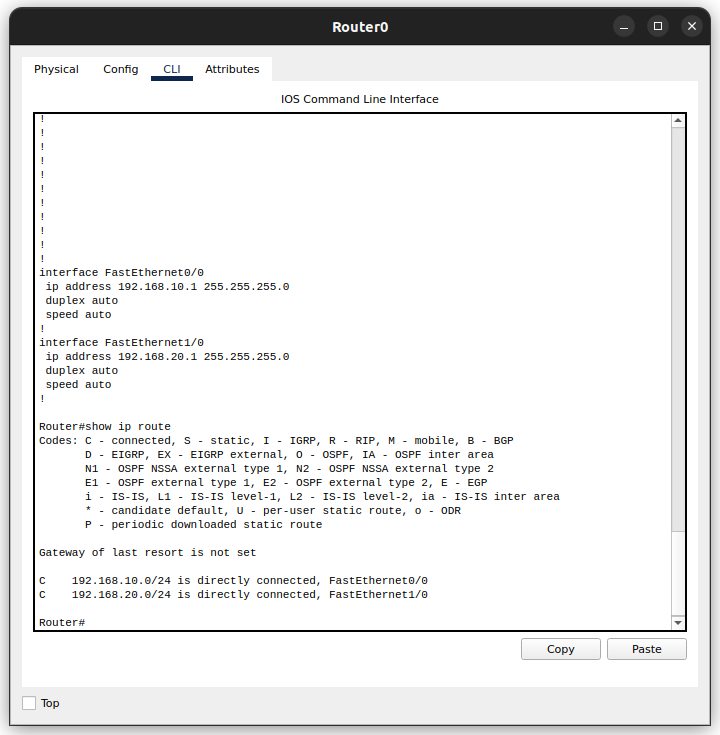 Router0
Physical Config CLI Attributes
IOS Command Line Interface
!
!
!
!
!
!
!
!
!
!
!
interface FastEthernet0/0
 ip address 192.168.10.1 255.255.255.0
 duplex auto
 speed auto
!
interface FastEthernet1/0
 ip address 192.168.20.1 255.255.255.0
 duplex auto
 speed auto
!
Router#show ip route
Codes: C - connected, S - static, I - IGRP, R - RIP, M - mobile, B - BGP
       D - EIGRP, EX - EIGRP external, O - OSPF, IA - OSPF inter area
       N1 - OSPF NSSA external type 1, N2 - OSPF NSSA external type 2
       E1 - OSPF external type 1, E2 - OSPF external type 2, E - EGP
       i - IS-IS, L1 - IS-IS level-1, L2 - IS-IS level-2, ia - IS-IS inter area
       * - candidate default, U - per-user static route, o - ODR
       P - periodic downloaded static route
Gateway of last resort is not set
C    192.168.10.0/24 is directly connected, FastEthernet0/0
C    192.168.20.0/24 is directly connected, FastEthernet1/0
Router#
Copy Paste
Top